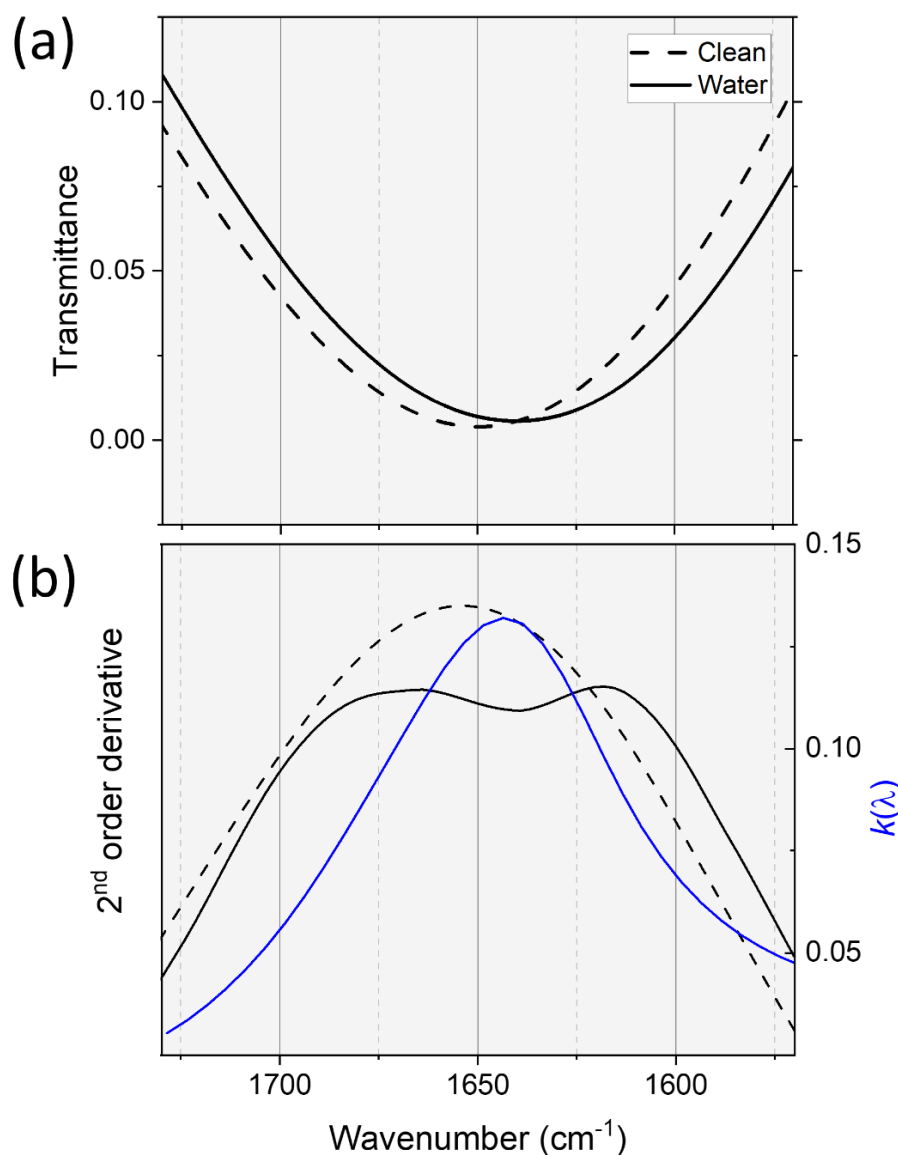 (a)
Clean
Water
0.10
0.05
0.00
Transmittance
(b)
0.15
0.10
0.05
2nd order derivative
k(λ)
1700
1650
1600
Wavenumber (cm-1)